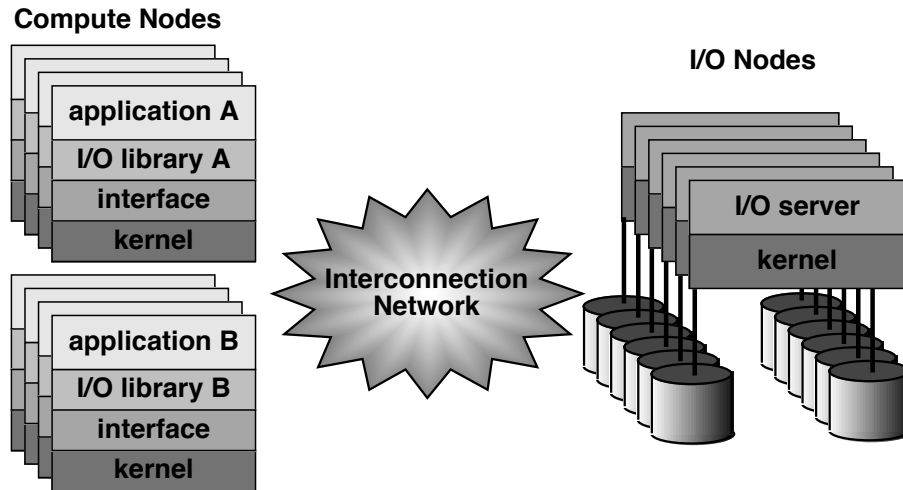 Compute Nodes
application A
I/O library A
interface
kernel
application B
I/O library B
interface
kernel
Interconnection
Network
I/O Nodes
I/O server
kernel